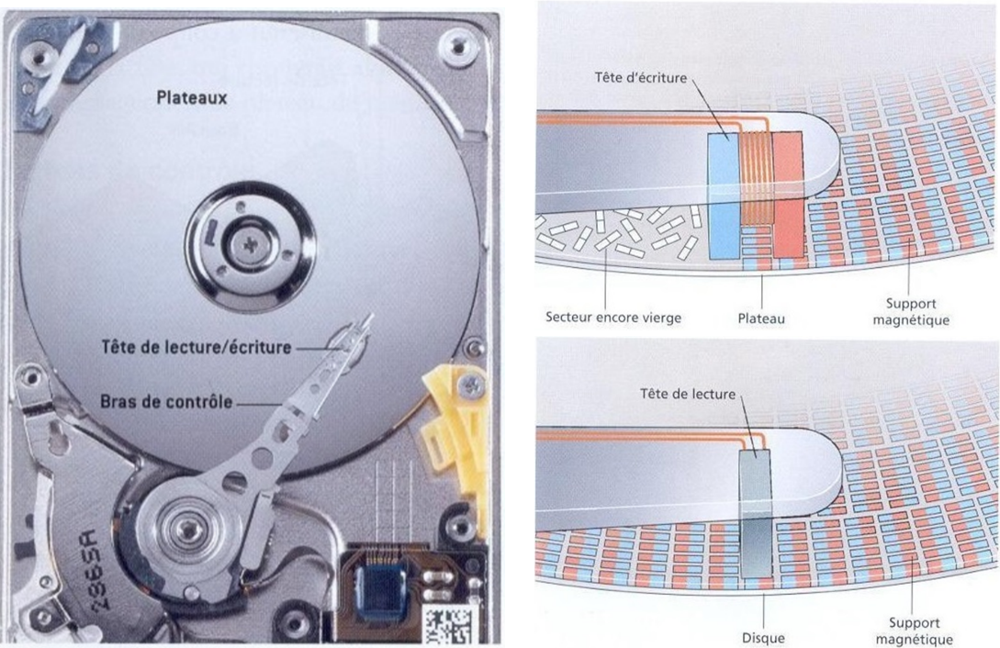 Plateaux
Tête de lecture/écriture
Bras de contrôle
2865A
Tête d'écriture
Secteur encore vierge
Plateau
Support
magnétique
Tête de lecture
Disque
Support
magnétique